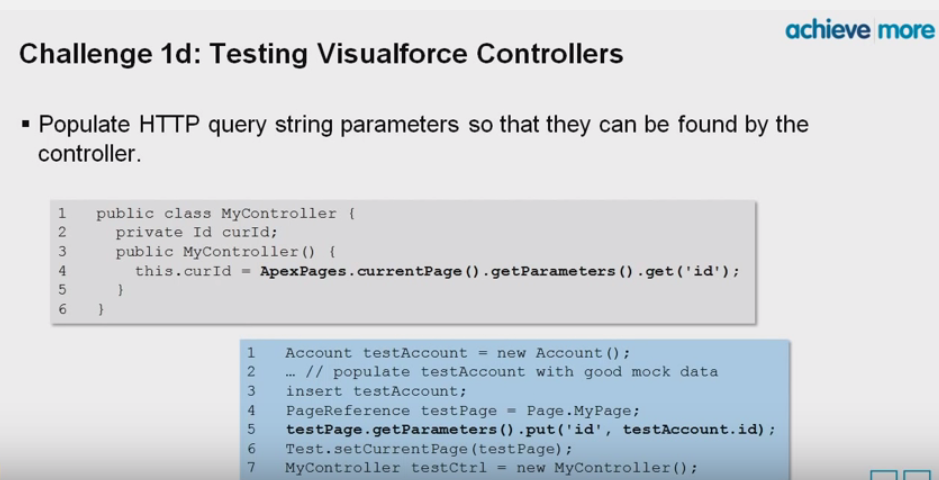 achieve more
Challenge 1d: Testing Visualforce Controllers
▪ Populate HTTP query string parameters so that they can be found by the
controller.
1 public class MyController {
2 private Id curId;
3 public MyController() {
4 this.curId = ApexPages.currentPage().getParameters().get('id');
5 }
6 }
1 Account testAccount = new Account();
2 … // populate testAccount with good mock data
3 insert testAccount;
4 PageReference testPage = Page.MyPage;
5 testPage.getParameters().put('id', testAccount.id);
6 Test.setCurrentPage(testPage);
7 MyController testCtrl = new MyController();